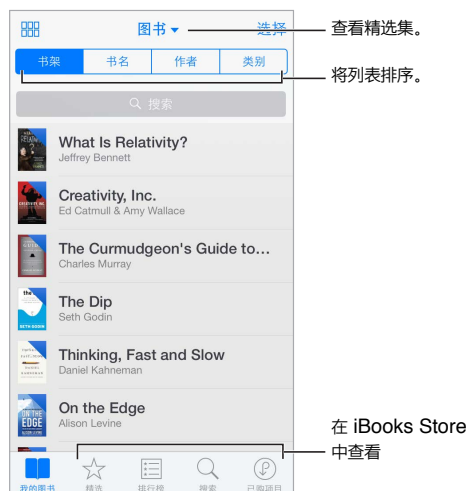 图书 选择
查看精选集。
书架 书名 作者 类别
将列表排序。
搜索
What Is Relativity?
Jeffrey Bennett
Creativity, Inc.
Ed Catmull & Amy Wallace
The Curmudgeon's Guide to…
Charles Murray
The Dip
Seth Godin
Thinking, Fast and Slow
Daniel Kahneman
On the Edge
Alison Levine
在 iBooks Store
中查看
我的图书 精选 排行榜 搜索 已购项目